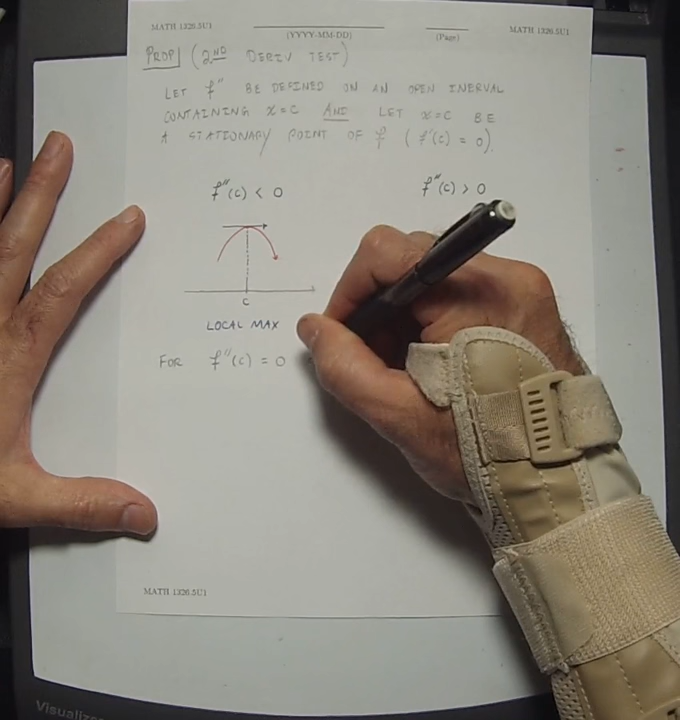 MATH 1326.5U1 MATH 1326.5U1
(YYYY-MM-DD) (Page)
PROP (2ND DERIV TEST)
LET f'' BE DEFINED ON AN OPEN INERVAL
CONTAINING x=c AND LET x=c BE
A STATIONARY POINT OF f (f'(c) = 0).
f''(c) < 0 f''(c) > 0
c
LOCAL MAX
FOR f''(c) = 0
MATH 1326.5U1
Visualize